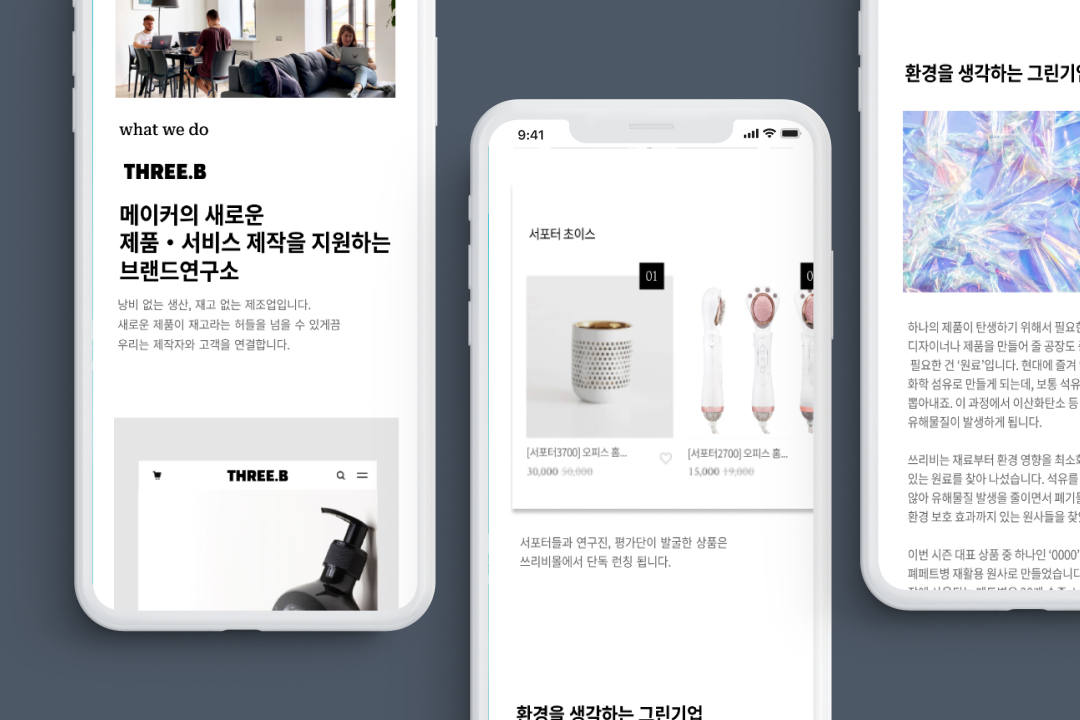 what we do
THREE.B
메이커의 새로운
제품 • 서비스 제작을 지원하는
브랜드연구소
낭비 없는 생산, 재고 없는 제조업입니다.
새로운 제품이 재고라는 허들을 넘을 수 있게끔
우리는 제작자와 고객을 연결합니다.
THREE.B
9:41
서포터 초이스
01
0
[서포터3700] 오피스 홈...
30,000 50,000
[서포터2700] 오피스 홈...
15,000 19,000
서포터들과 연구진, 평가단이 발굴한 상품은
쓰리비몰에서 단독 런칭 됩니다.
환경을 생각하는 그린기업
환경을 생각하는 그린기업
하나의 제품이 탄생하기 위해서 필요한
디자이너나 제품을 만들어 줄 공장도
필요한 건 ‘원료’입니다. 현대에 즐겨
화학 섬유로 만들게 되는데, 보통 석유
뽑아내죠. 이 과정에서 이산화탄소 등
유해물질이 발생하게 됩니다.
쓰리비는 재료부터 환경 영향을 최소화
있는 원료를 찾아 나섰습니다. 석유를
않아 유해물질 발생을 줄이면서 폐기물
환경 보호 효과까지 있는 원사들을 찾
이번 시즌 대표 상품 중 하나인 ‘0000’
폐페트병 재활용 원사로 만들었습니다